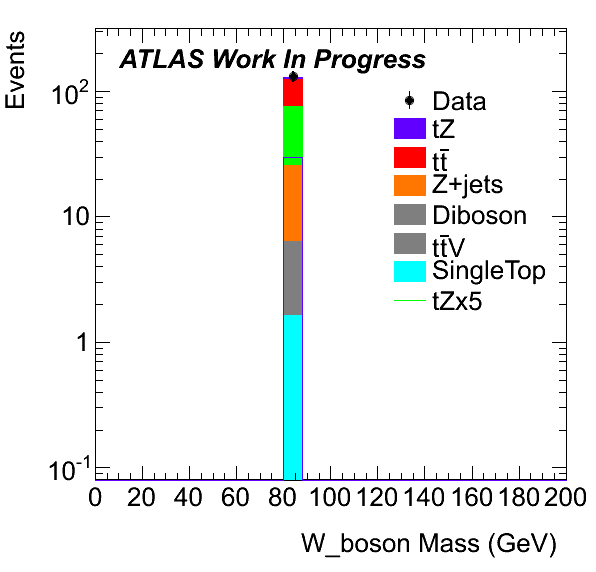 ATLAS Work In Progress
Events
Data
tZ
tt̄
Z+jets
Diboson
tt̄V
SingleTop
tZx5
10²
10
1
10⁻¹
0 20 40 60 80 100 120 140 160 180 200
W_boson Mass (GeV)